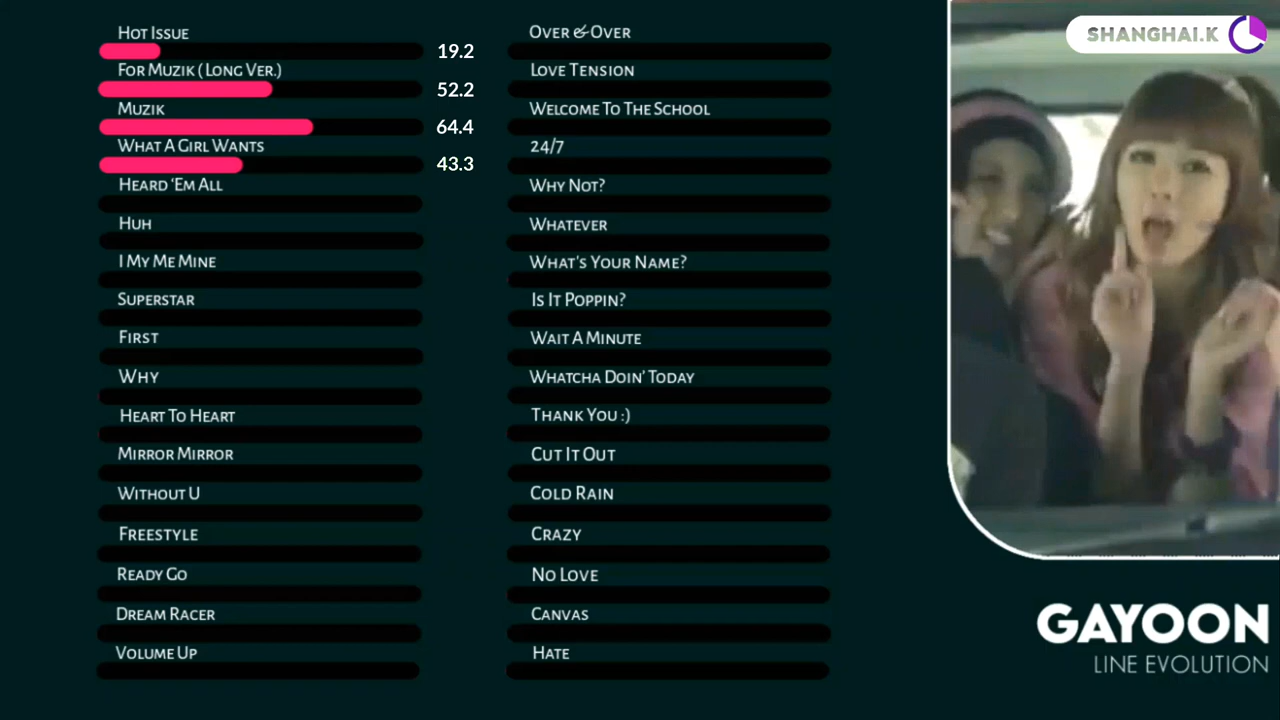 Hot Issue
19.2
For Muzik (Long Ver.)
52.2
Muzik
64.4
What A Girl Wants
43.3
Heard 'Em All
Huh
I My Me Mine
Superstar
First
Why
Heart To Heart
Mirror Mirror
Without U
Freestyle
Ready Go
Dream Racer
Volume Up
Over & Over
Love Tension
Welcome To The School
24/7
Why Not?
Whatever
What's Your Name?
Is It Poppin?
Wait A Minute
Whatcha Doin' Today
Thank You :)
Cut It Out
Cold Rain
Crazy
No Love
Canvas
Hate
SHANGHAI.K
GAYOON
LINE EVOLUTION